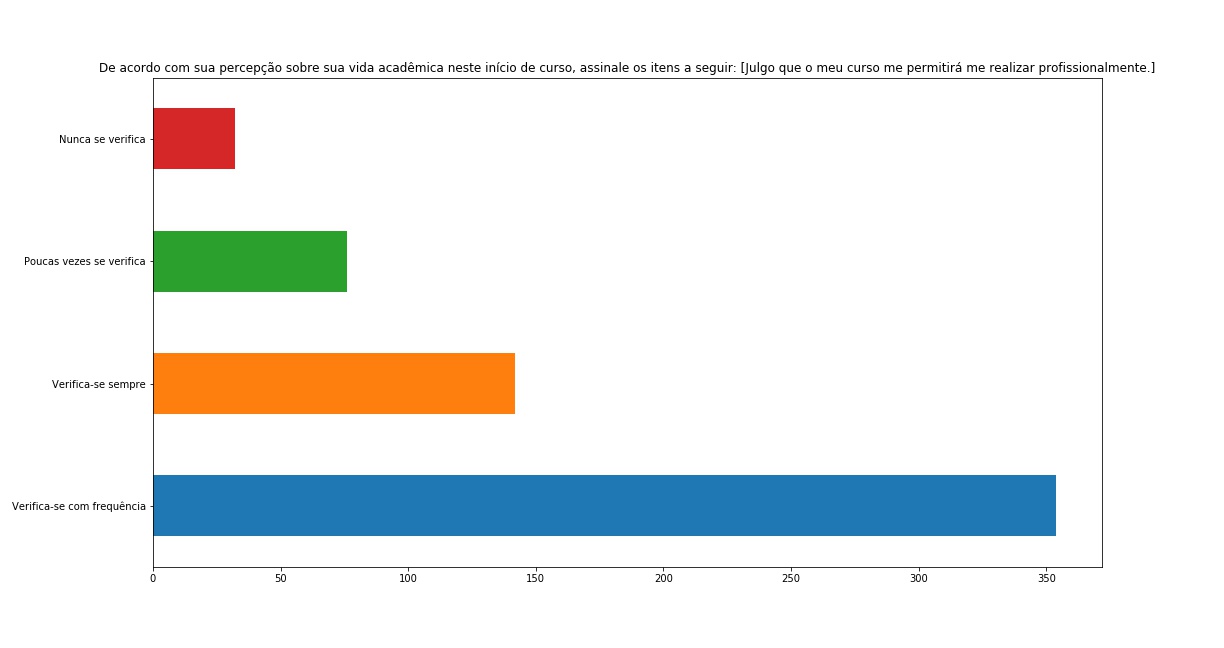 De acordo com sua percepção sobre sua vida acadêmica neste início de curso, assinale os itens a seguir: [Julgo que o meu curso me permitirá me realizar profissionalmente.]
Nunca se verifica
Poucas vezes se verifica
Verifica-se sempre
Verifica-se com frequência
0 50 100 150 200 250 300 350